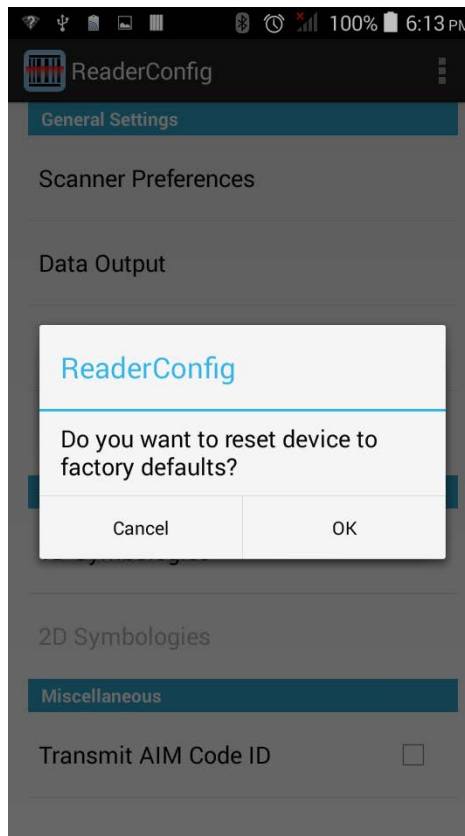 100% 6:13 PM
ReaderConfig
General Settings
Scanner Preferences
Data Output
ReaderConfig
Do you want to reset device to
factory defaults?
Cancel OK
2D Symbologies
Miscellaneous
Transmit AIM Code ID